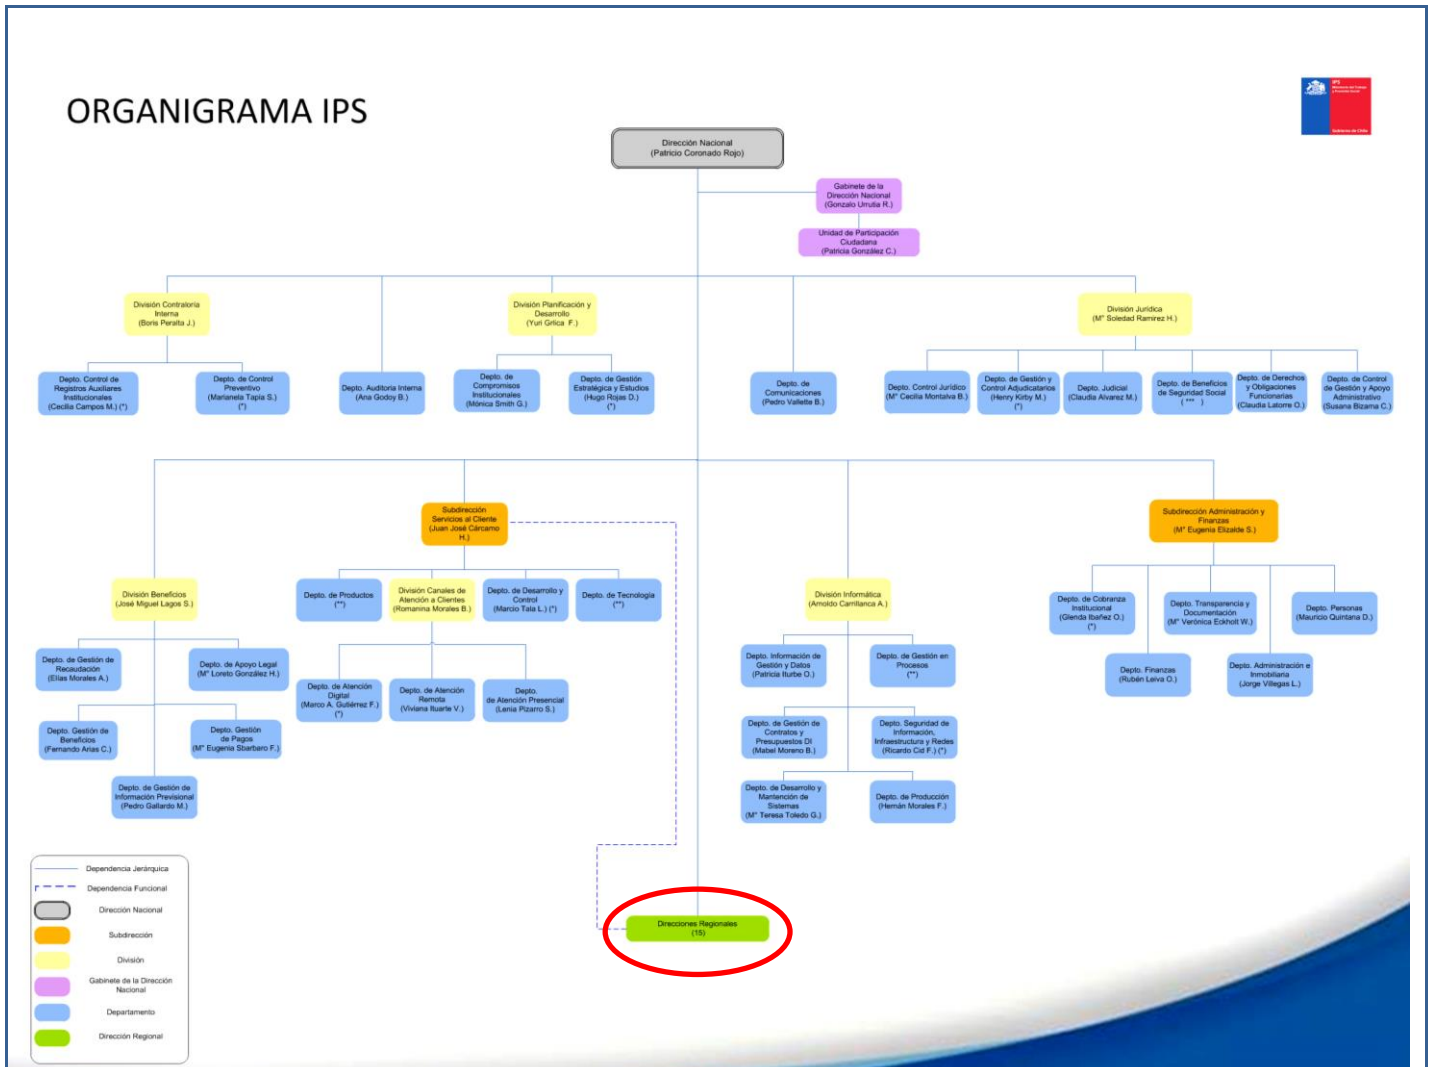 ORGANIGRAMA IPS
IPS
Gobierno de Chile
Dirección Nacional
(Patricio Coronado Rojo)
Gabinete de la
Dirección Nacional
(Gonzalo Urrutia R.)
Unidad de Participación
Ciudadana
(Patricia González C.)
División Contraloría
Interna
(Boris Peralta J.)
División Planificación y
Desarrollo
(Yuri Grlica F.)
División Jurídica
(M° Soledad Ramirez H.)
Depto. Control de
Registros Auxiliares
Institucionales
(Cecilia Campos M.) (*)
Depto. de Control
Preventivo
(Marianela Tapia S.)
(*)
Depto. Auditoria Interna
(Ana Godoy B.)
Depto. de
Compromisos
Institucionales
(Mónica Smith G.)
Depto. de Gestión
Estratégica y Estudios
(Hugo Rojas D.)
(*)
Depto. de
Comunicaciones
(Pedro Vallette B.)
Depto. Control Jurídico
(M° Cecilia Montalva B.)
Depto. de Gestión y
Control Adjudicatarios
(Henry Kirby M.)
(*)
Depto. Judicial
(Claudia Alvarez M.)
Depto. de Beneficios
de Seguridad Social
( *** )
Depto. de Derechos
y Obligaciones
Funcionarias
(Claudia Latorre O.)
Depto. de Control
de Gestión y Apoyo
Administrativo
(Susana Bizama C.)
Subdirección
Servicios al Cliente
(Juan José Cárcamo
H.)
Subdirección Administración y
Finanzas
(M° Eugenia Elizalde S.)
División Beneficios
(José Miguel Lagos S.)
Depto. de Productos
(**)
División Canales de
Atención a Clientes
(Romanina Morales B.)
Depto. de Desarrollo y
Control
(Marcio Tala L.) (*)
Depto. de Tecnología
(**)
División Informática
(Arnoldo Carrillanca A.)
Depto. de Cobranza
Institucional
(Glenda Ibañez O.)
(*)
Depto. Transparencia y
Documentación
(M° Verónica Eckholt W.)
Depto. Personas
(Mauricio Quintana D.)
Depto. de Gestión de
Recaudación
(Elías Morales A.)
Depto. de Apoyo Legal
(M° Loreto González H.)
Depto. de Atención
Digital
(Marco A. Gutiérrez F.)
(*)
Depto. de Atención
Remota
(Viviana Ituarte V.)
Depto.
de Atención Presencial
(Lenia Pizarro S.)
Depto. Información de
Gestión y Datos
(Patricia Iturbe O.)
Depto. de Gestión en
Procesos
(**)
Depto. Finanzas
(Rubén Leiva O.)
Depto. Administración e
Inmobiliaria
(Jorge Villegas L.)
Depto. Gestión de
Beneficios
(Fernando Arias C.)
Depto. Gestión
de Pagos
(M° Eugenia Sbarbaro F.)
Depto. de Gestión de
Contratos y
Presupuestos DI
(Mabel Moreno B.)
Depto. Seguridad de
Información,
Infraestructura y Redes
(Ricardo Cid F.) (*)
Depto. de Gestión de
Información Previsional
(Pedro Gallardo M.)
Depto. de Desarrollo y
Mantención de
Sistemas
(M° Teresa Toledo G.)
Depto. de Producción
(Hernán Morales F.)
Direcciones Regionales
(15)
Dependencia Jerárquica
Dependencia Funcional
Dirección Nacional
Subdirección
División
Gabinete de la Dirección
Nacional
Departamento
Dirección Regional